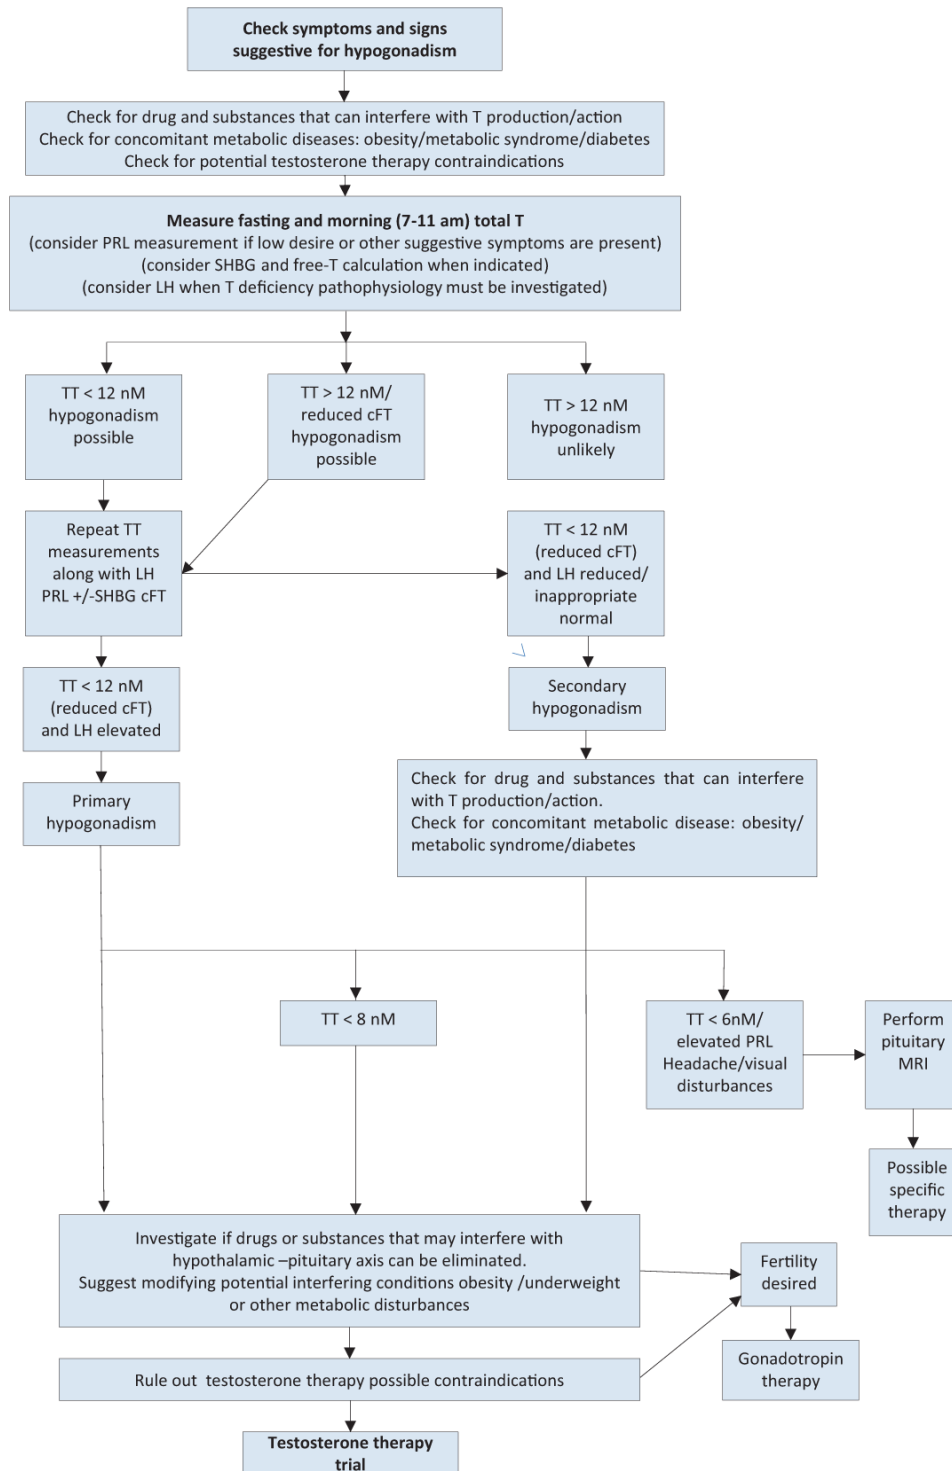 Check symptoms and signs
suggestive for hypogonadism
Check for drug and substances that can interfere with T production/action
Check for concomitant metabolic diseases: obesity/metabolic syndrome/diabetes
Check for potential testosterone therapy contraindications
Measure fasting and morning (7-11 am) total T
(consider PRL measurement if low desire or other suggestive symptoms are present)
(consider SHBG and free-T calculation when indicated)
(consider LH when T deficiency pathophysiology must be investigated)
TT < 12 nM
hypogonadism
possible
TT > 12 nM/
reduced cFT
hypogonadism
possible
TT > 12 nM
hypogonadism
unlikely
Repeat TT
measurements
along with LH
PRL +/-SHBG cFT
TT < 12 nM
(reduced cFT)
and LH reduced/
inappropriate
normal
TT < 12 nM
(reduced cFT)
and LH elevated
Secondary
hypogonadism
Primary
hypogonadism
Check for drug and substances that can interfere
with T production/action.
Check for concomitant metabolic disease: obesity/
metabolic syndrome/diabetes
TT < 8 nM
TT < 6nM/
elevated PRL
Headache/visual
disturbances
Perform
pituitary
MRI
Possible
specific
therapy
Investigate if drugs or substances that may interfere with
hypothalamic –pituitary axis can be eliminated.
Suggest modifying potential interfering conditions obesity /underweight
or other metabolic disturbances
Fertility
desired
Gonadotropin
therapy
Rule out testosterone therapy possible contraindications
Testosterone therapy
trial